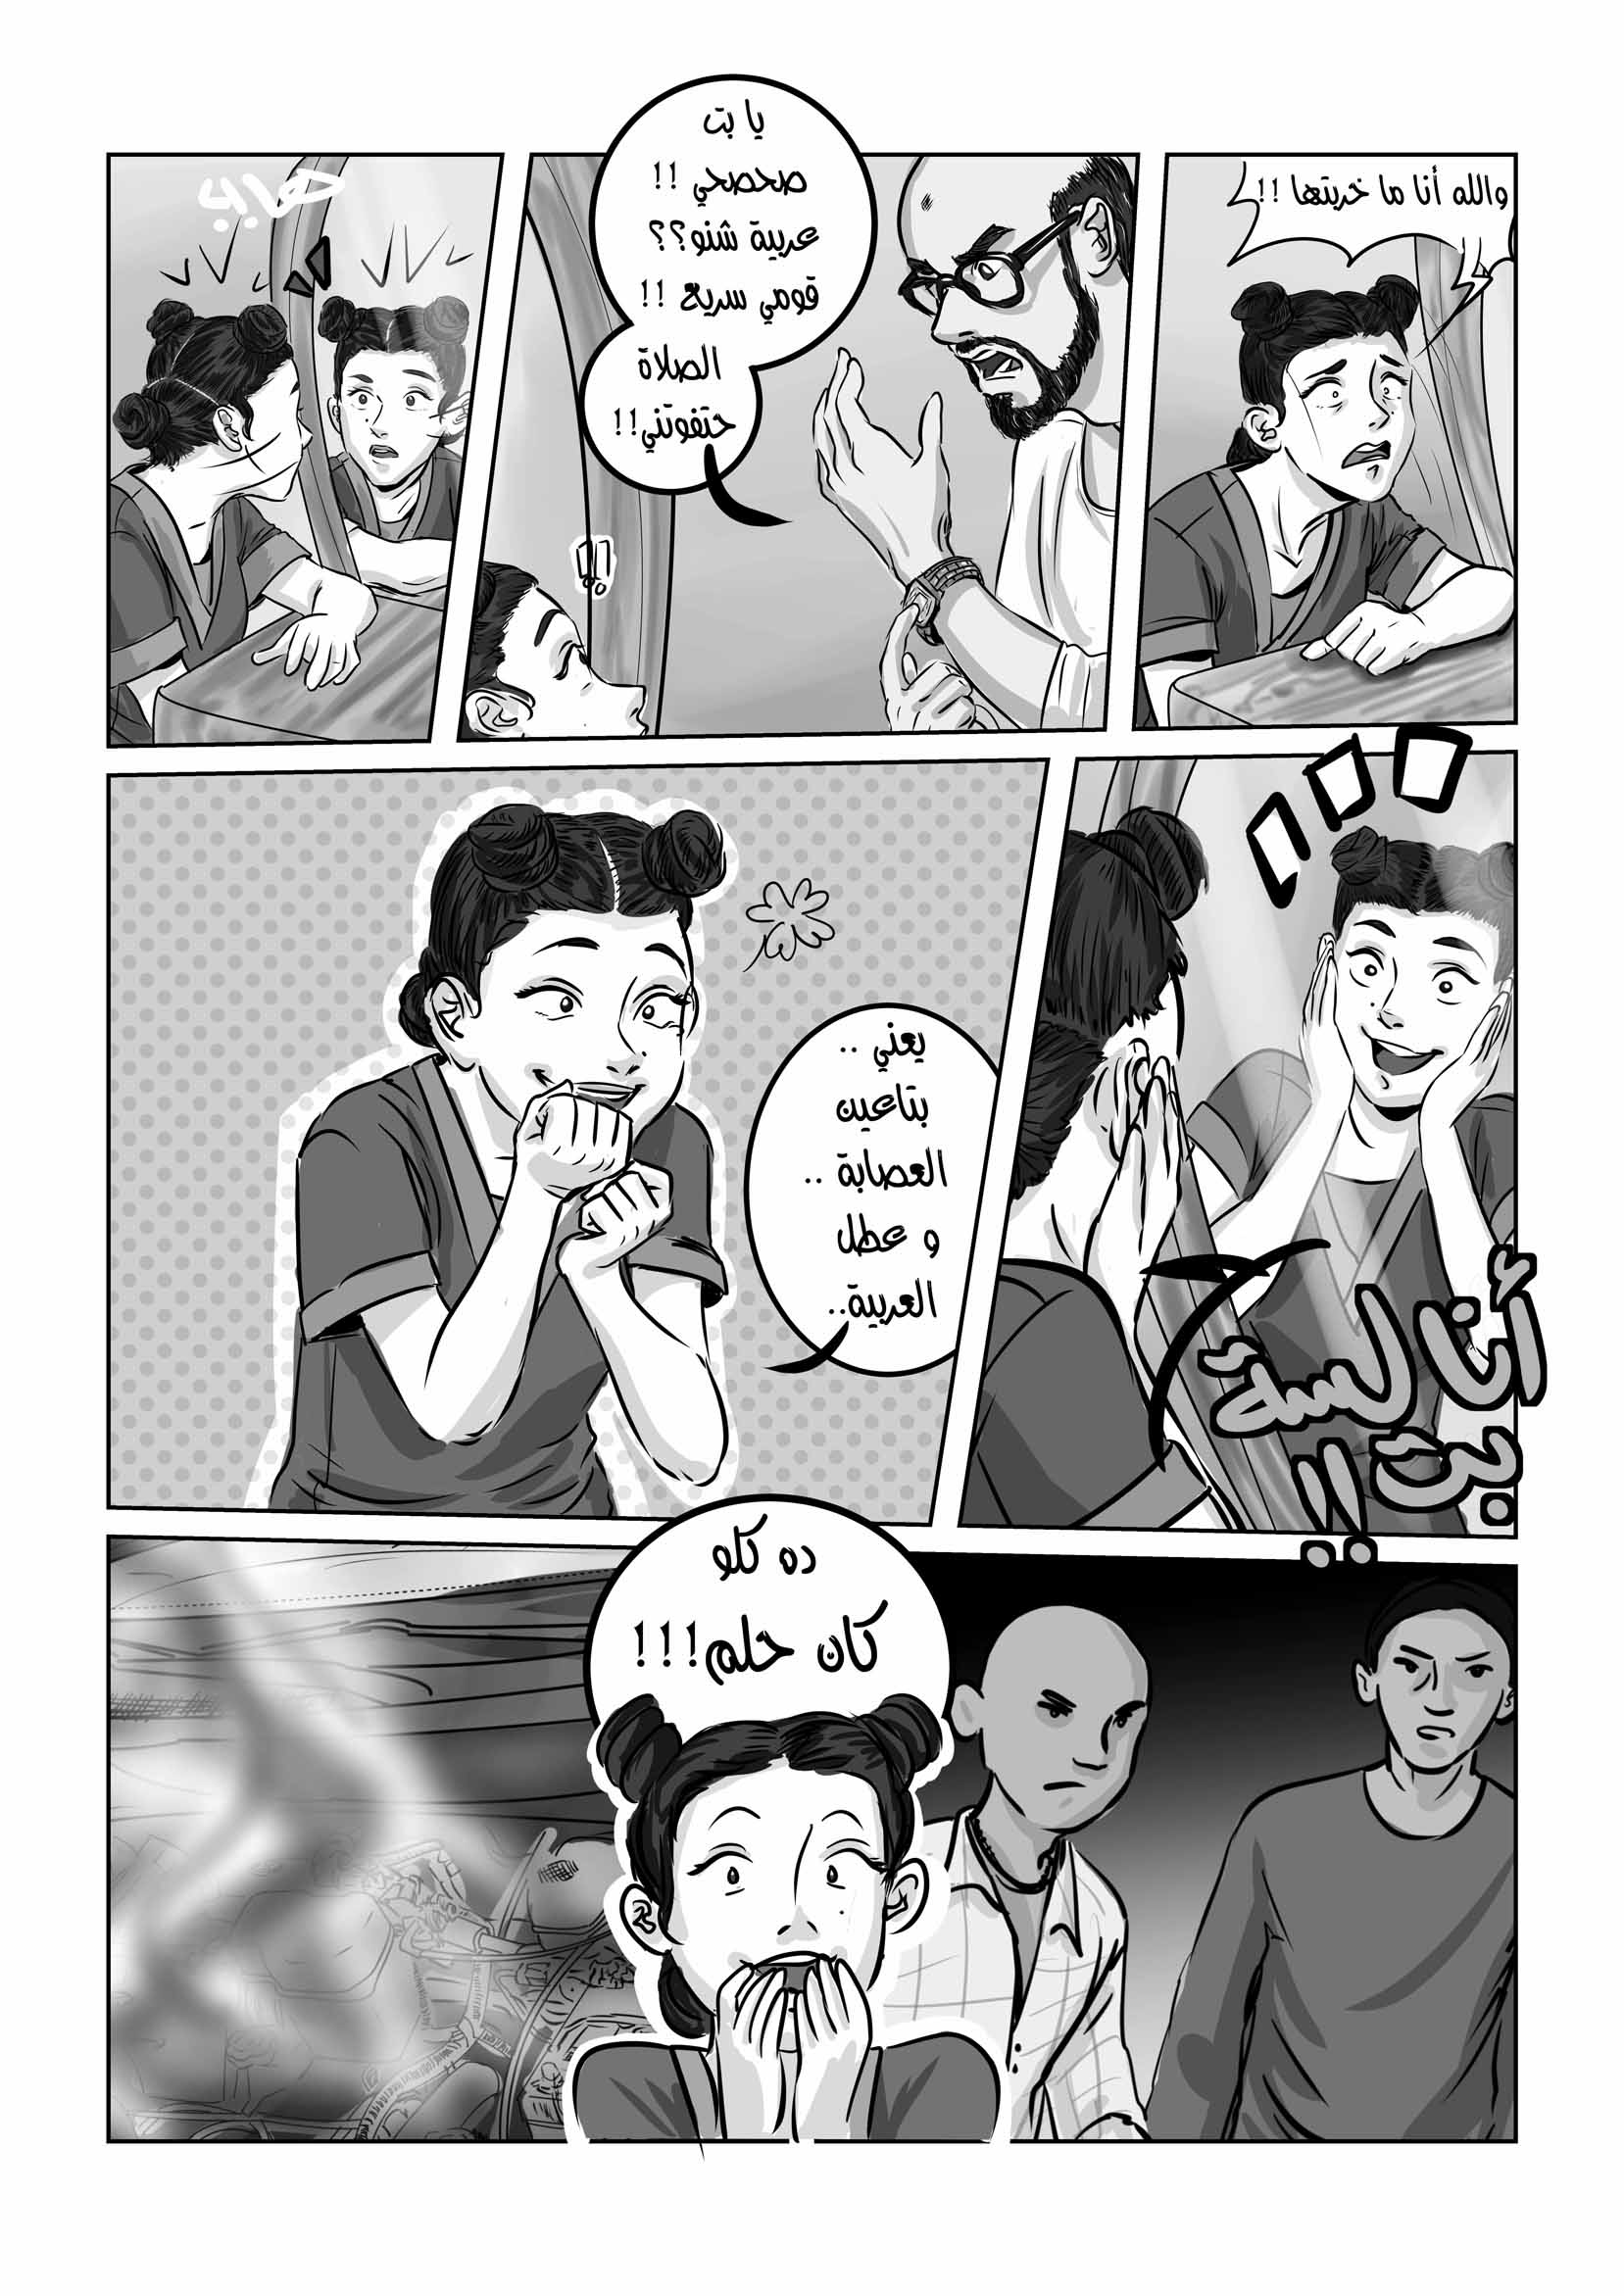 والله أنا ما خربتها !!
يا بت
صحصحي !!
عربية شنو؟؟
قومي سريع !!
الصلاة
حتفوتني!!
!!
أنا لسة
بت !!
يعني ..
بتاعين
العصابة ..
و عطل
العربية..
ده كلو
كان حلم!!!